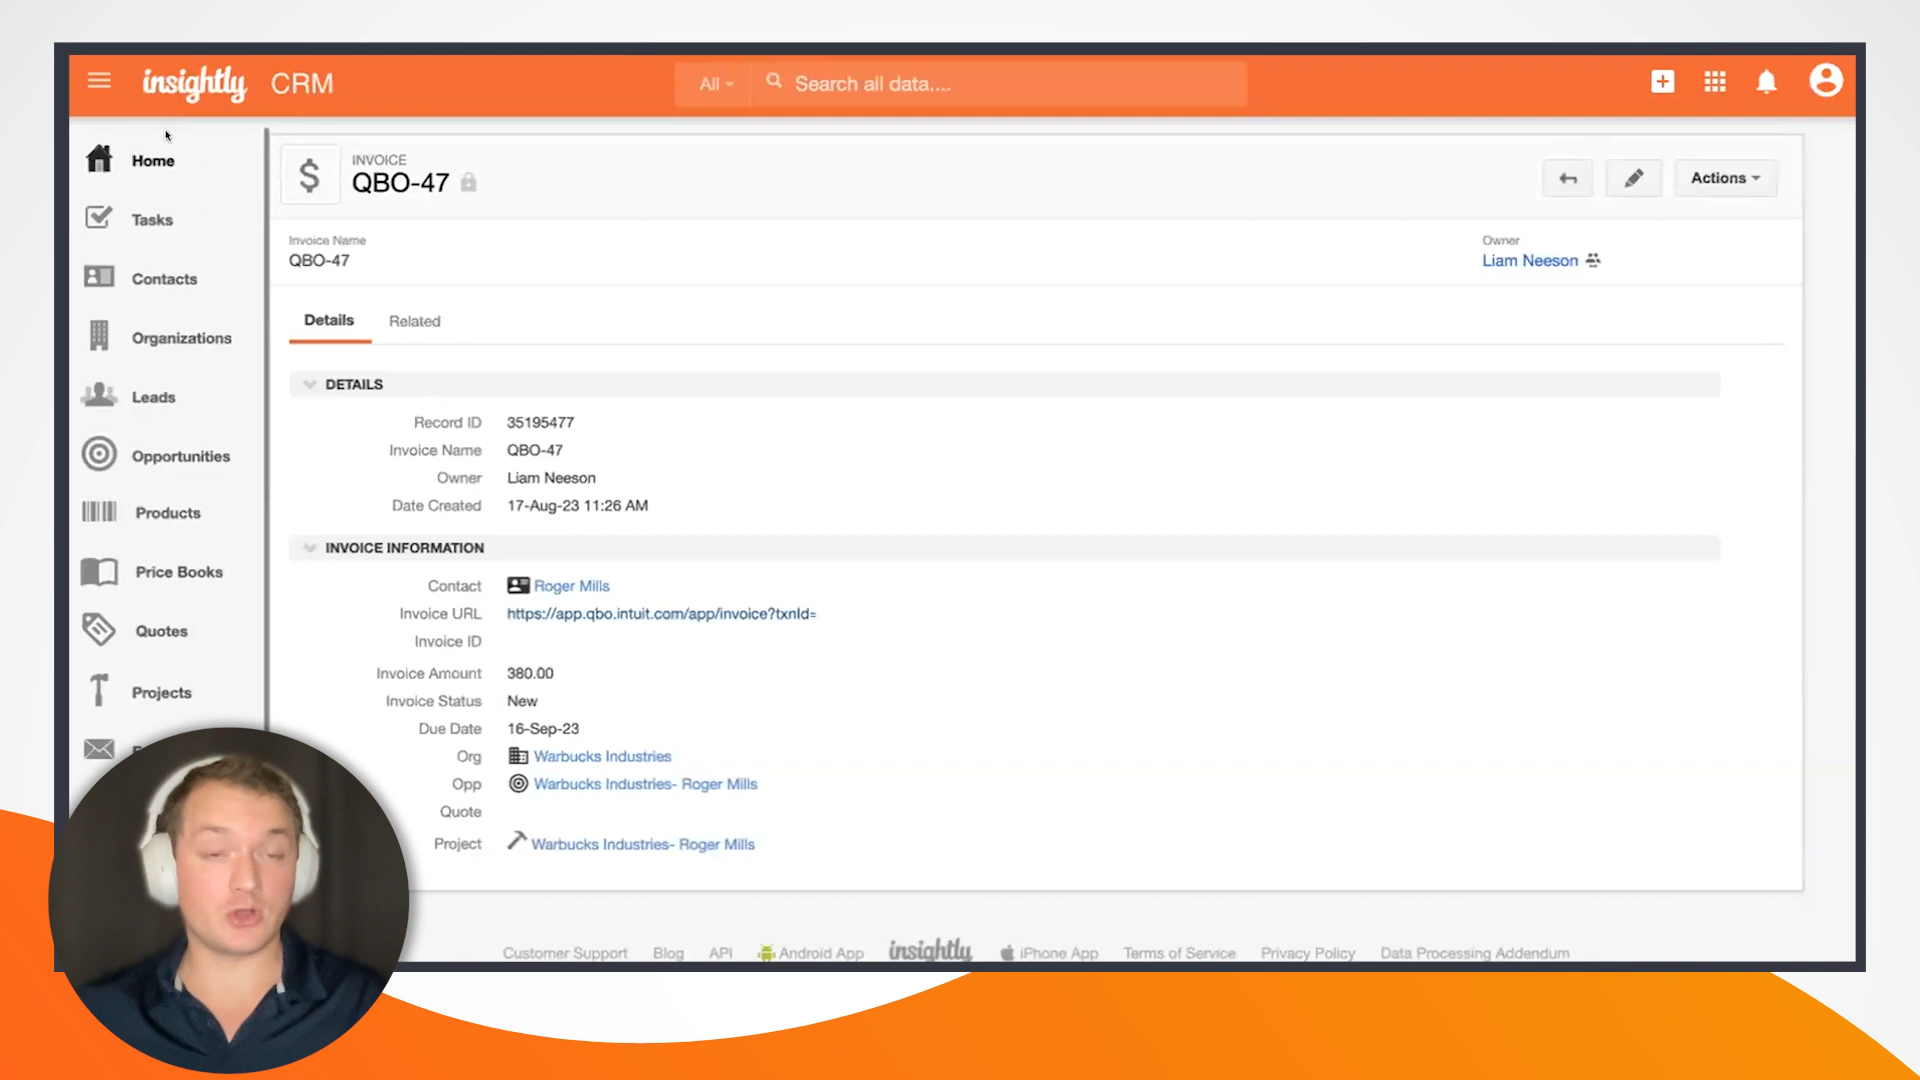 insightly CRM
All
Search all data....
Home
Tasks
Contacts
Organizations
Leads
Opportunities
Products
Price Books
Quotes
Projects
$
INVOICE
QBO-47
Actions
Invoice Name
QBO-47
Owner
Liam Neeson
Details
Related
DETAILS
Record ID 35195477
Invoice Name QBO-47
Owner Liam Neeson
Date Created 17-Aug-23 11:26 AM
INVOICE INFORMATION
Contact Roger Mills
Invoice URL https://app.qbo.intuit.com/app/invoice?txnId=
Invoice ID
Invoice Amount 380.00
Invoice Status New
Due Date 16-Sep-23
Org Warbucks Industries
Opp Warbucks Industries- Roger Mills
Quote
Project Warbucks Industries- Roger Mills
Customer Support Blog API Android App insightly iPhone App Terms of Service Privacy Policy Data Processing Addendum